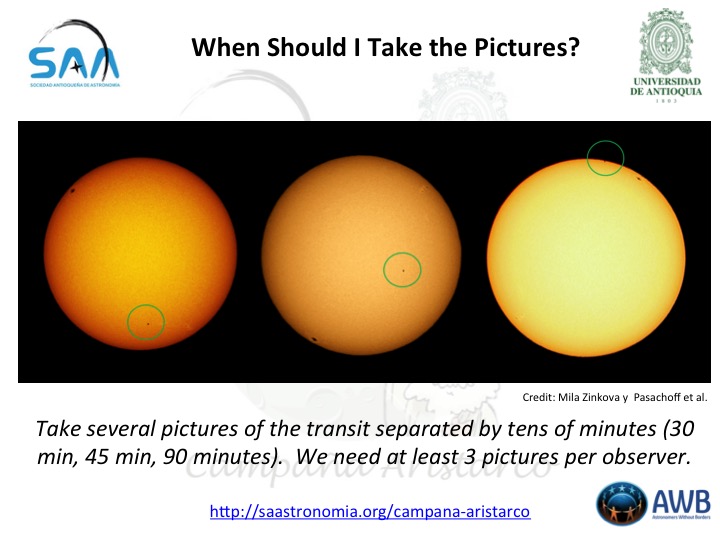 SAA
SOCIEDAD ANTIOQUEÑA DE ASTRONOMÍA
When Should I Take the Pictures?
UNIVERSIDAD
DE ANTIOQUIA
1803
Credit: Mila Zinkova y Pasachoff et al.
Take several pictures of the transit separated by tens of minutes (30
min, 45 min, 90 minutes). We need at least 3 pictures per observer.
Campaña Aristarco
http://saastronomia.org/campana-aristarco
AWB
Astronomers Without Borders